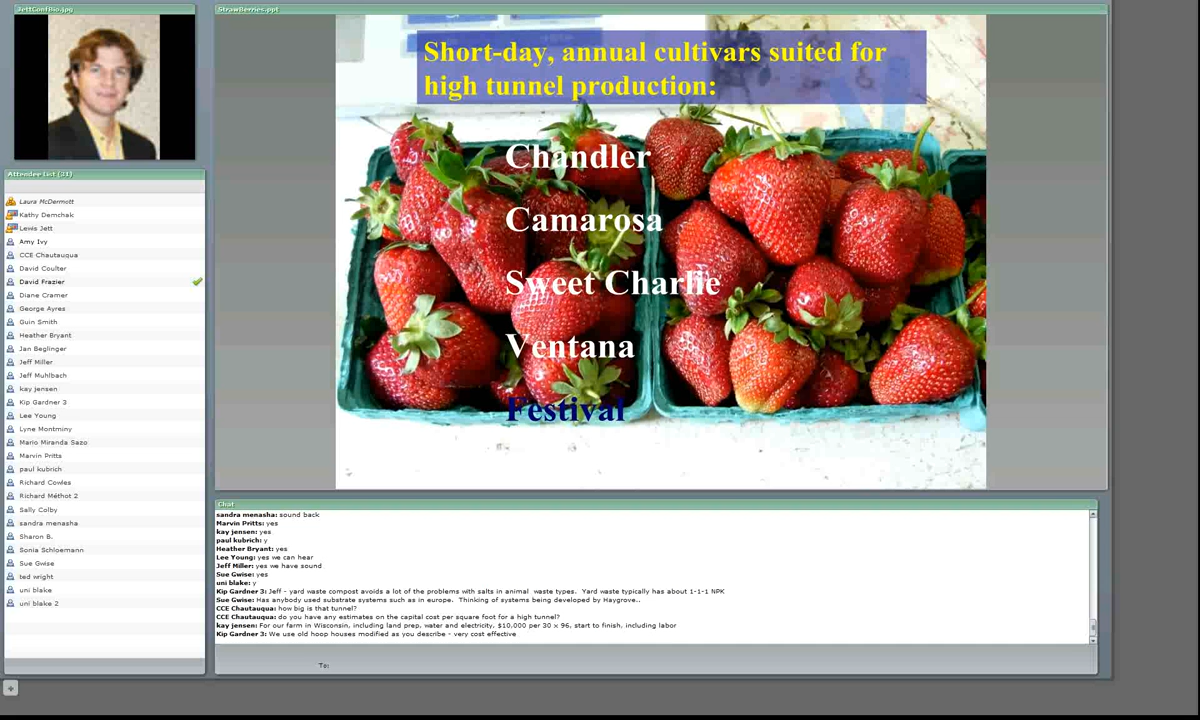 JettConfBio.jpg
Attendee List (31)
Laura McDermott
Kathy Demchak
Lewis Jett
Amy Ivy
CCE Chautauqua
David Coulter
David Frazier
Diane Cramer
George Ayres
Guin Smith
Heather Bryant
Jan Beglinger
Jeff Miller
Jeff Muhlbach
kay jensen
Kip Gardner 3
Lee Young
Lyne Montminy
Mario Miranda Sazo
Marvin Pritts
paul kubrich
Richard Cowles
Richard Méthot 2
Sally Colby
sandra menasha
Sharon B.
Sonia Schloemann
Sue Gwise
ted wright
uni blake
uni blake 2
StrawBerries.ppt
Short-day, annual cultivars suited for
high tunnel production:
Chandler
Camarosa
Sweet Charlie
Ventana
Festival
Chat
sandra menasha: sound back
Marvin Pritts: yes
kay jensen: yes
paul kubrich: y
Heather Bryant: yes
Lee Young: yes we can hear
Jeff Miller: yes we have sound
Sue Gwise: yes
uni blake: y
Kip Gardner 3: Jeff - yard waste compost avoids a lot of the problems with salts in animal waste types. Yard waste typically has about 1-1-1 NPK
Sue Gwise: Has anybody used substrate systems such as in europe. Thinking of systems being developed by Haygrove..
CCE Chautauqua: how big is that tunnel?
CCE Chautauqua: do you have any estimates on the capital cost per square foot for a high tunnel?
kay jensen: For our farm in Wisconsin, including land prep, water and electricity, $10,000 per 30 x 96, start to finish, including labor
Kip Gardner 3: We use old hoop houses modified as you describe - very cost effective
To: